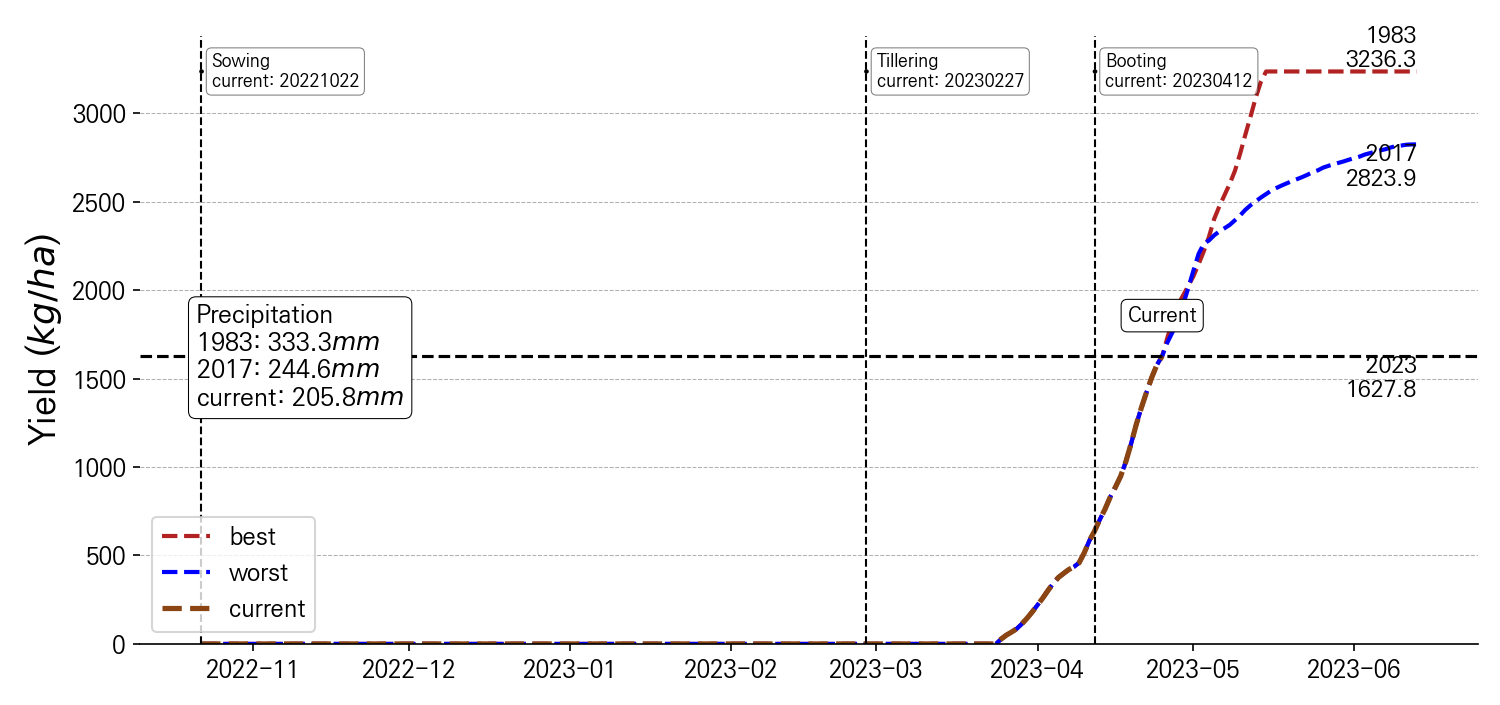 1983
3236.3
Sowing
current: 20221022
Tillering
current: 20230227
Booting
current: 20230412
3000
2017
2823.9
2500
2000
Yield (kg/ha)
Precipitation
1983: 333.3mm
2017: 244.6mm
current: 205.8mm
Current
2023
1627.8
1500
1000
500
0
best
worst
current
2022-11
2022-12
2023-01
2023-02
2023-03
2023-04
2023-05
2023-06